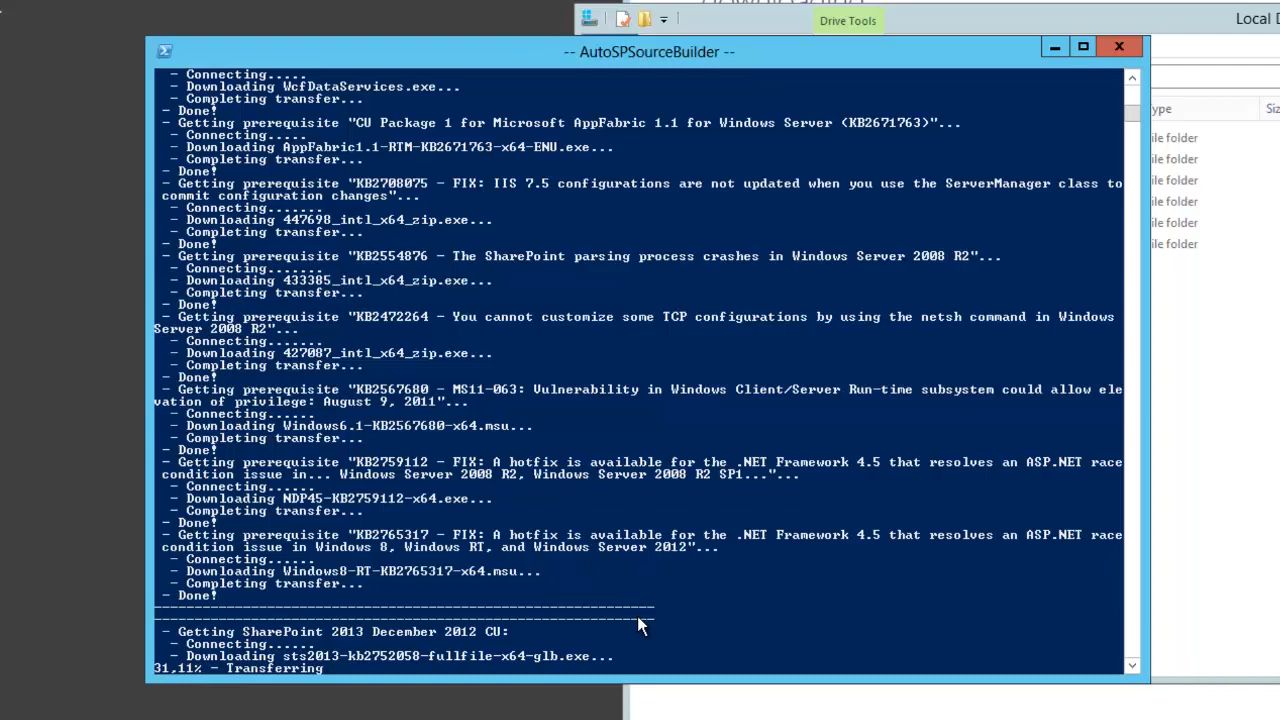 Drive Tools
Local D
-- AutoSPSourceBuilder --
ype
Siz
ile folder
ile folder
ile folder
ile folder
ile folder
ile folder
- Connecting.....
- Downloading WcfDataServices.exe...
- Completing transfer...
- Done!
- Getting prerequisite "CU Package 1 for Microsoft AppFabric 1.1 for Windows Server (KB2671763)"...
- Connecting.....
- Downloading AppFabric1.1-RTM-KB2671763-x64-ENU.exe...
- Completing transfer...
- Done!
- Getting prerequisite "KB2708075 - FIX: IIS 7.5 configurations are not updated when you use the ServerManager class to
commit configuration changes"...
- Connecting.......
- Downloading 447698_intl_x64_zip.exe...
- Completing transfer...
- Done!
- Getting prerequisite "KB2554876 - The SharePoint parsing process crashes in Windows Server 2008 R2"...
- Connecting.......
- Downloading 433385_intl_x64_zip.exe...
- Completing transfer...
- Done!
- Getting prerequisite "KB2472264 - You cannot customize some TCP configurations by using the netsh command in Windows
Server 2008 R2"...
- Connecting.......
- Downloading 427087_intl_x64_zip.exe...
- Completing transfer...
- Done!
- Getting prerequisite "KB2567680 - MS11-063: Vulnerability in Windows Client/Server Run-time subsystem could allow ele
vation of privilege: August 9, 2011"...
- Connecting......
- Downloading Windows6.1-KB2567680-x64.msu...
- Completing transfer...
- Done!
- Getting prerequisite "KB2759112 - FIX: A hotfix is available for the .NET Framework 4.5 that resolves an ASP.NET race
condition issue in... Windows Server 2008 R2, Windows Server 2008 R2 SP1..."...
- Connecting......
- Downloading NDP45-KB2759112-x64.exe...
- Completing transfer...
- Done!
- Getting prerequisite "KB2765317 - FIX: A hotfix is available for the .NET Framework 4.5 that resolves an ASP.NET race
condition issue in Windows 8, Windows RT, and Windows Server 2012"...
- Connecting......
- Downloading Windows8-RT-KB2765317-x64.msu...
- Completing transfer...
- Done!
--------------------------------------------------------------
--------------------------------------------------------------
- Getting SharePoint 2013 December 2012 CU:
- Connecting.....
- Downloading sts2013-kb2752058-fullfile-x64-glb.exe...
31,11% - Transferring